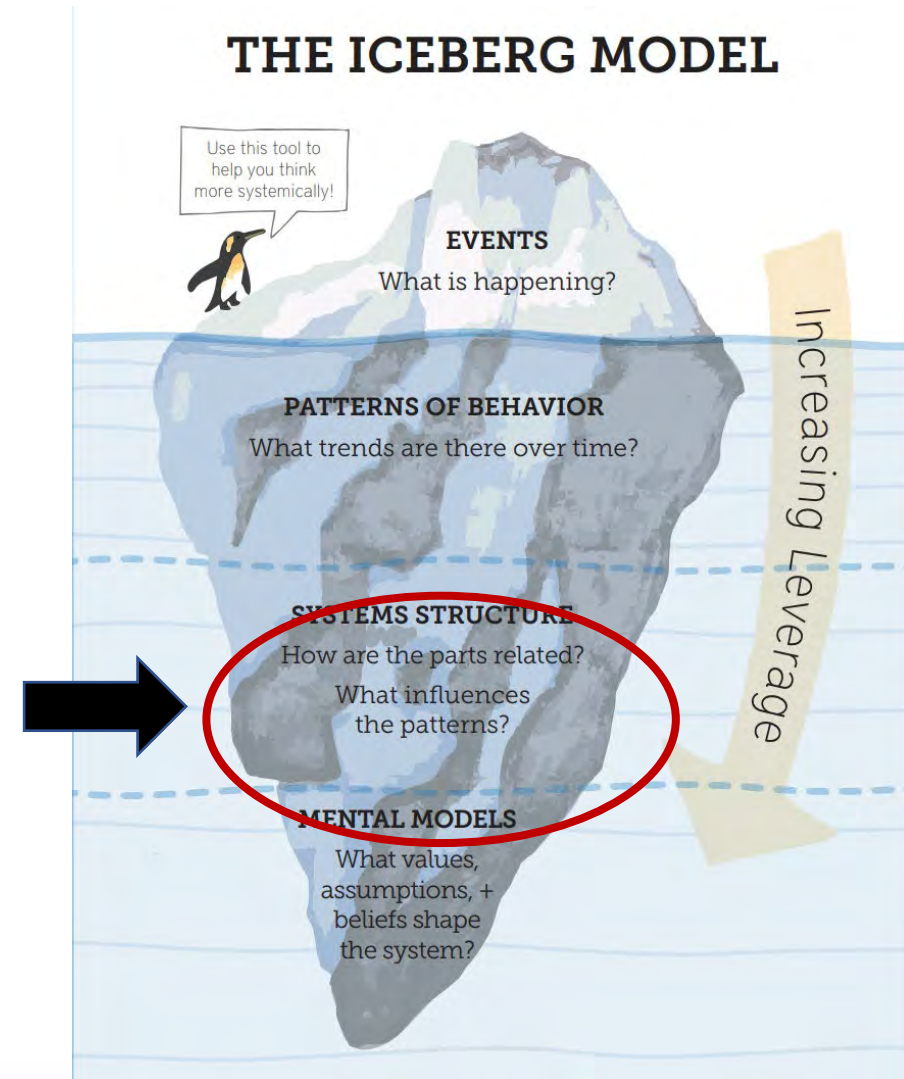 THE ICEBERG MODEL
Use this tool to
help you think
more systemically!
EVENTS
What is happening?
PATTERNS OF BEHAVIOR
What trends are there over time?
SYSTEMS STRUCTURE
How are the parts related?
What influences
the patterns?
MENTAL MODELS
What values,
assumptions, +
beliefs shape
the system?
Increasing Leverage